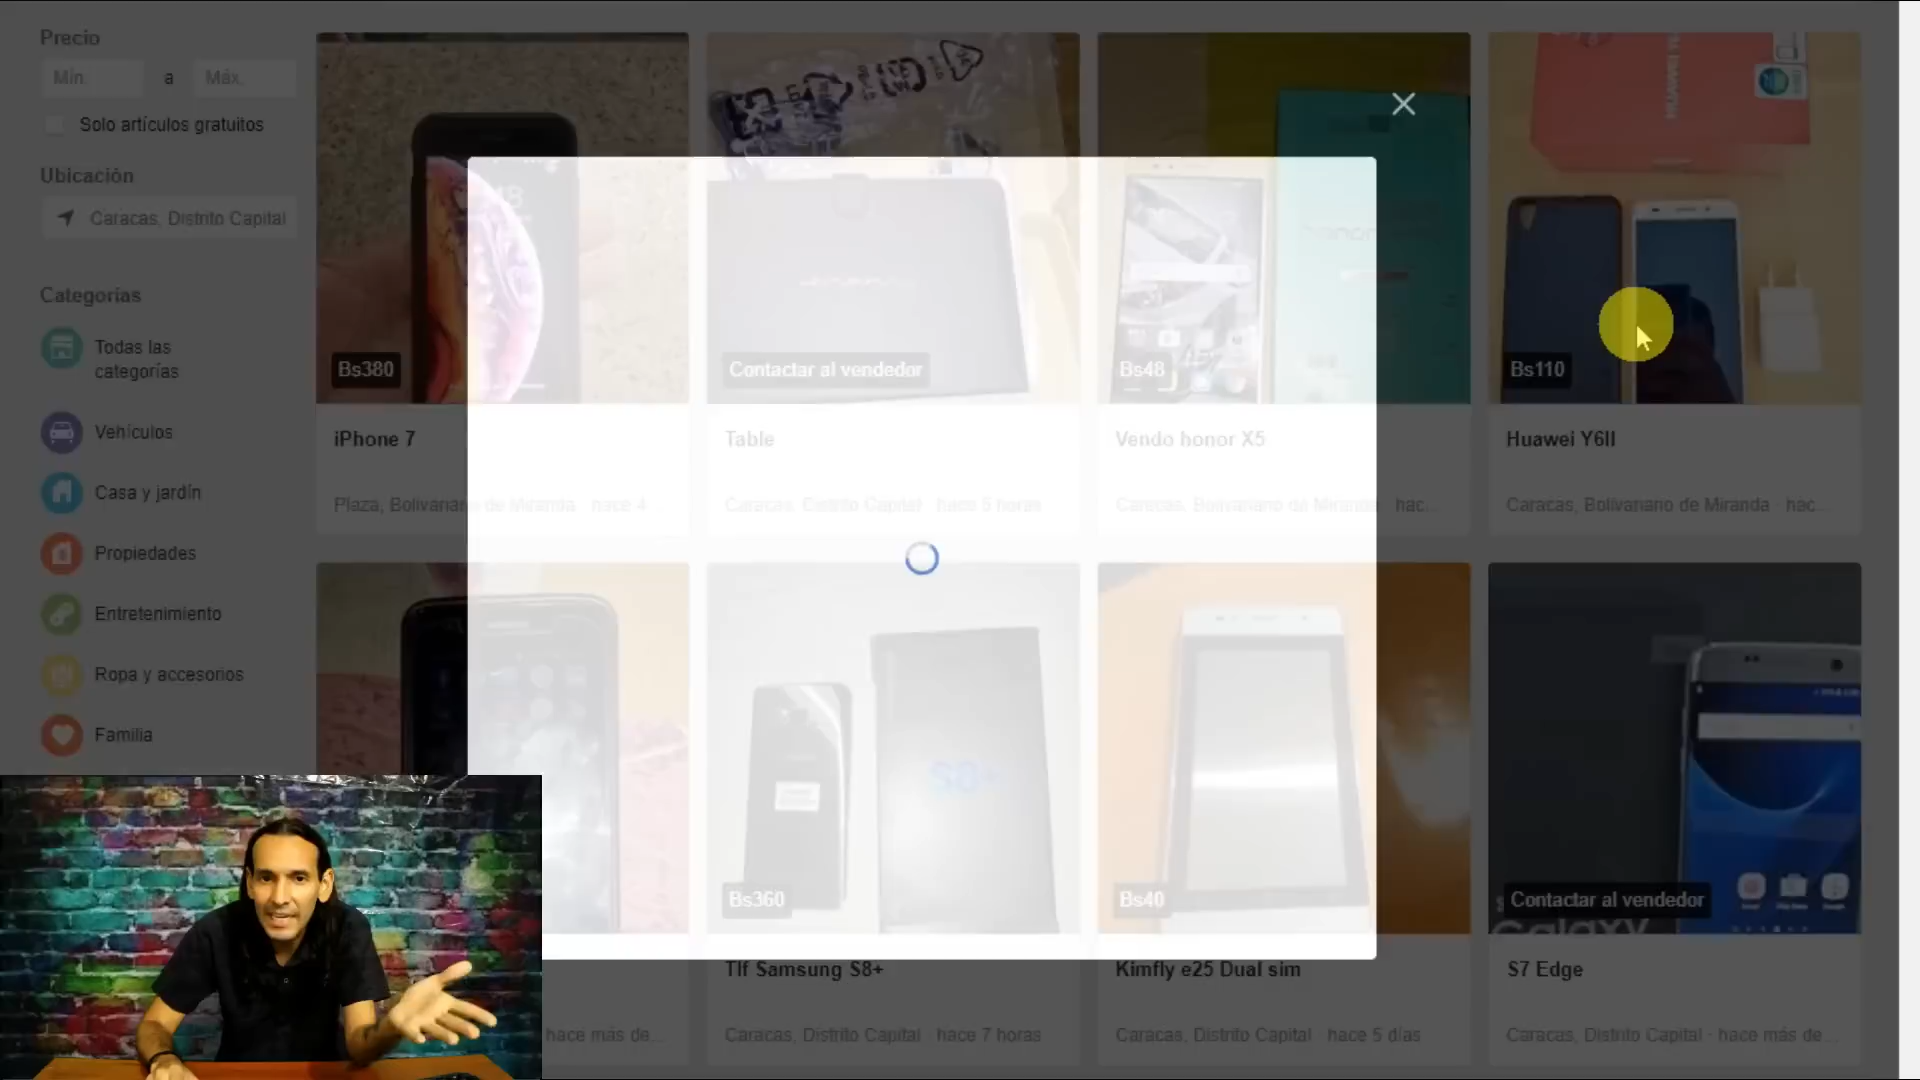 Precio
Mín.
a
Máx.
Solo artículos gratuitos
Ubicación
Caracas, Distrito Capital
Categorías
Todas las
categorías
Vehículos
Casa y jardín
Propiedades
Entretenimiento
Ropa y accesorios
Familia
Bs380
Contactar al vendedor
Bs48
Bs110
HUAWEI
honor
iPhone 7
Table
Vendo honor X5
Huawei Y6II
Plaza, Bolivariano de Miranda · hace 4 ...
Caracas, Distrito Capital · hace 5 horas
Caracas, Bolivariano de Miranda · hac...
Caracas, Bolivariano de Miranda · hac...
S8+
Bs360
Bs40
Contactar al vendedor
Galaxy
Tlf Samsung S8+
Kimfly e25 Dual sim
S7 Edge
hace más de...
Caracas, Distrito Capital · hace 7 horas
Caracas, Distrito Capital · hace 5 días
Caracas, Distrito Capital · hace más de...